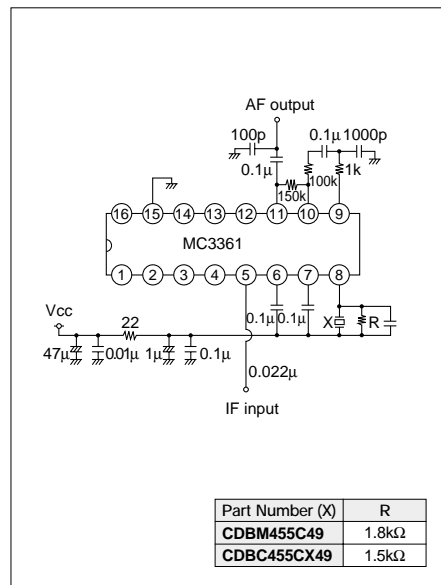 AF output
100p
0.1μ 1000p
0.1μ
150k
100k
1k
16 15 14 13 12 11 10 9
MC3361
1 2 3 4 5 6 7 8
Vcc
22
0.1μ 0.1μ
X
R
47μ
0.01μ
1μ
0.1μ
0.022μ
IF input
Part Number (X) R
CDBM455C49 1.8kΩ
CDBC455CX49 1.5kΩ